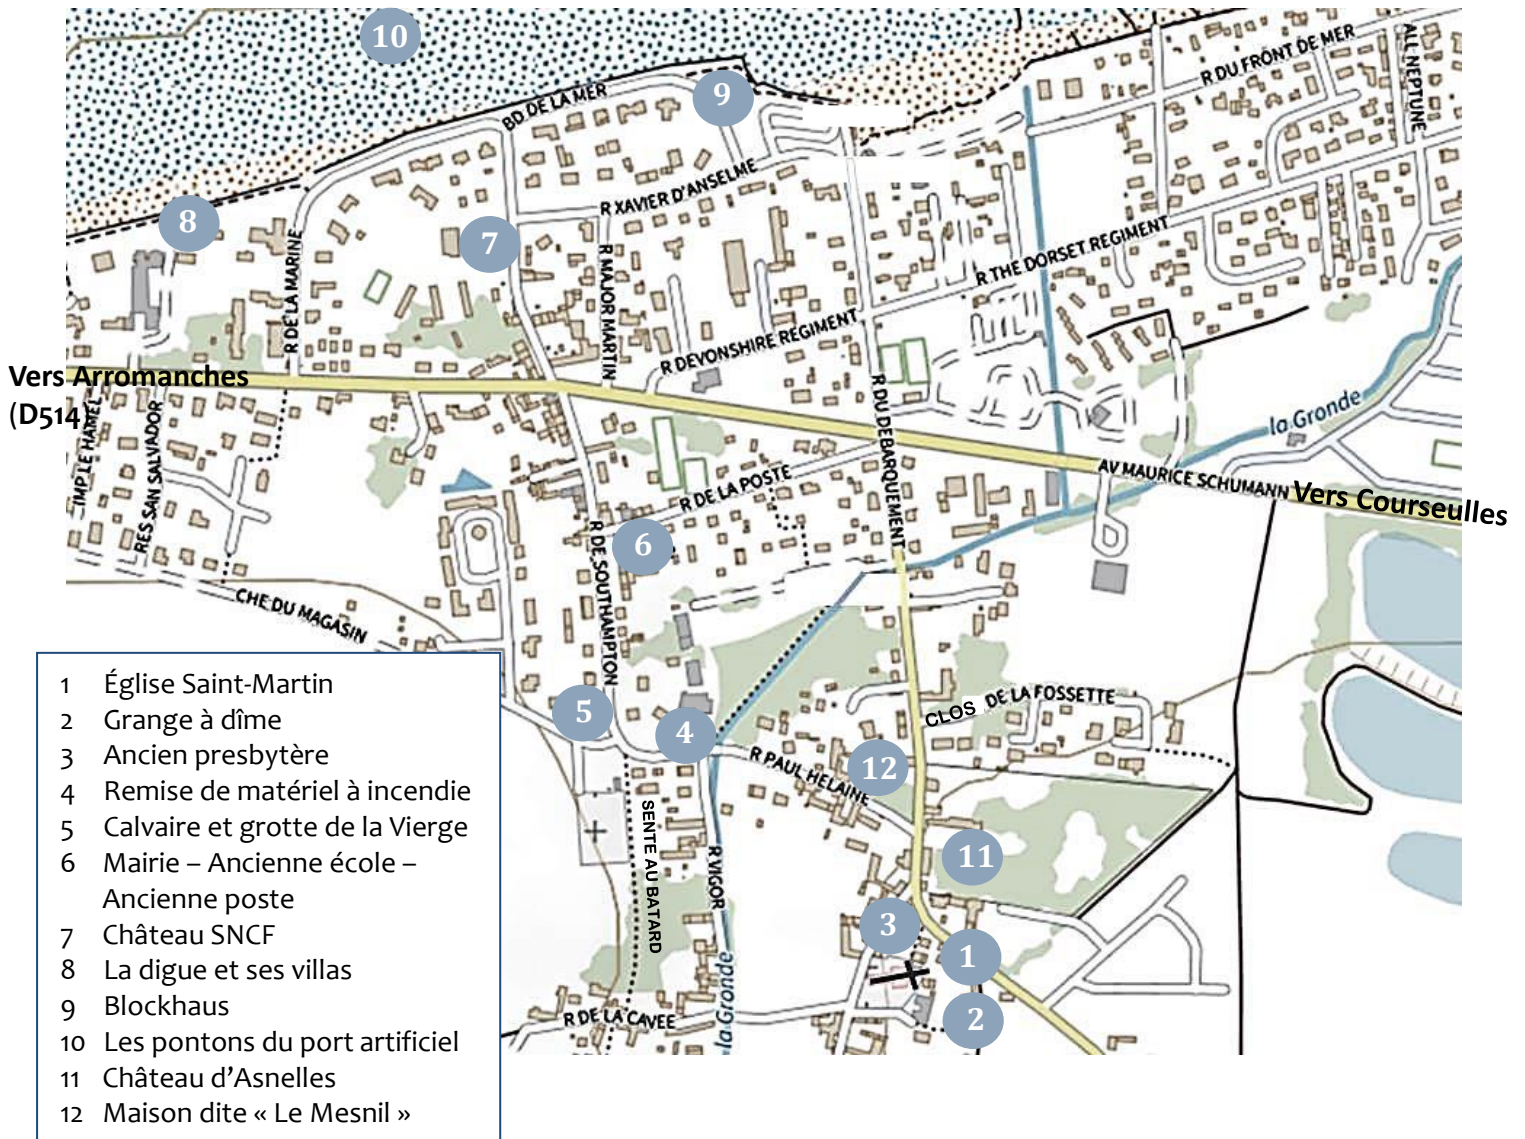 10
R DU FRONT DE MER
ALL NEPTUNE
BD DE LA MER
9
R XAVIER D'ANSELME
8
7
R DE LA MARINE
R MAJOR MARTIN
R THE DORSET REGIMENT
R DEVONSHIRE REGIMENT
Vers Arromanches
(D514)
IMP LE HAMEL
RES SAN SALVADOR
R DU DEBARQUEMENT
la Gronde
AV MAURICE SCHUMANN
Vers Courseulles
R DE LA POSTE
6
R DE SOUTHAMPTON
CHE DU MAGASIN
5
4
CLOS DE LA FOSSETTE
R PAUL HELAINE
12
SENTE AU BATARD
R VIGOR
11
3
1
2
la Gronde
R DE LA CAVEE
1 Église Saint-Martin
2 Grange à dîme
3 Ancien presbytère
4 Remise de matériel à incendie
5 Calvaire et grotte de la Vierge
6 Mairie – Ancienne école –
Ancienne poste
7 Château SNCF
8 La digue et ses villas
9 Blockhaus
10 Les pontons du port artificiel
11 Château d’Asnelles
12 Maison dite « Le Mesnil »